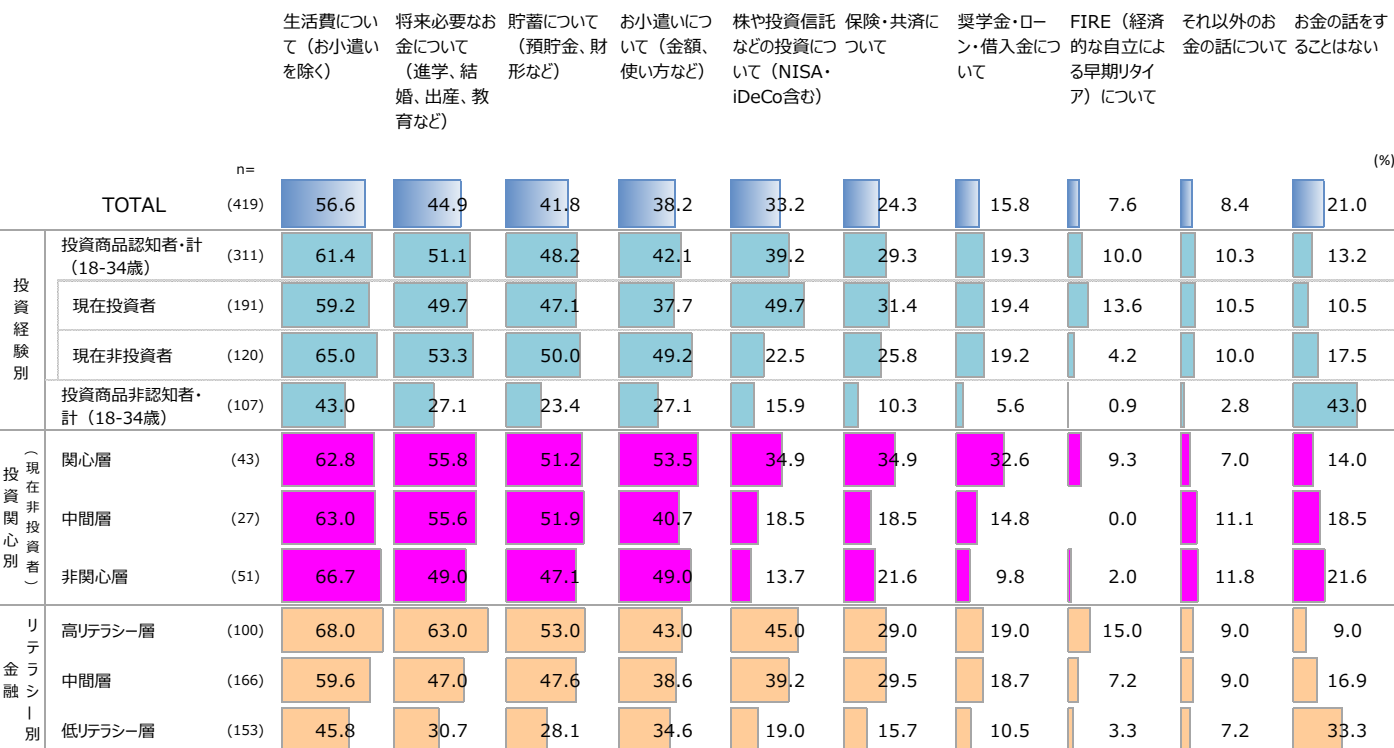 生活費につい
て（お小遣い
を除く）
将来必要なお
金について
（進学、結
婚、出産、教
育など）
貯蓄について
（預貯金、財
形など）
お小遣いにつ
いて（金額、
使い方など）
株や投資信託
などの投資につ
いて（NISA・
iDeCo含む）
保険・共済に
ついて
奨学金・ロー
ン・借入金につ
いて
FIRE（経済
的な自立によ
る早期リタイ
ア）について
それ以外のお
金の話について
お金の話をす
ることはない
n=
(%)
TOTAL (419) 56.6 44.9 41.8 38.2 33.2 24.3 15.8 7.6 8.4 21.0
投資経験別
投資商品認知者・計
（18-34歳）
(311) 61.4 51.1 48.2 42.1 39.2 29.3 19.3 10.0 10.3 13.2
現在投資者 (191) 59.2 49.7 47.1 37.7 49.7 31.4 19.4 13.6 10.5 10.5
現在非投資者 (120) 65.0 53.3 50.0 49.2 22.5 25.8 19.2 4.2 10.0 17.5
投資商品非認知者・
計（18-34歳）
(107) 43.0 27.1 23.4 27.1 15.9 10.3 5.6 0.9 2.8 43.0
投資関心別
（現在非投資者）
関心層 (43) 62.8 55.8 51.2 53.5 34.9 34.9 32.6 9.3 7.0 14.0
中間層 (27) 63.0 55.6 51.9 40.7 18.5 18.5 14.8 0.0 11.1 18.5
非関心層 (51) 66.7 49.0 47.1 49.0 13.7 21.6 9.8 2.0 11.8 21.6
金融
リテラシー別
高リテラシー層 (100) 68.0 63.0 53.0 43.0 45.0 29.0 19.0 15.0 9.0 9.0
中間層 (166) 59.6 47.0 47.6 38.6 39.2 29.5 18.7 7.2 9.0 16.9
低リテラシー層 (153) 45.8 30.7 28.1 34.6 19.0 15.7 10.5 3.3 7.2 33.3